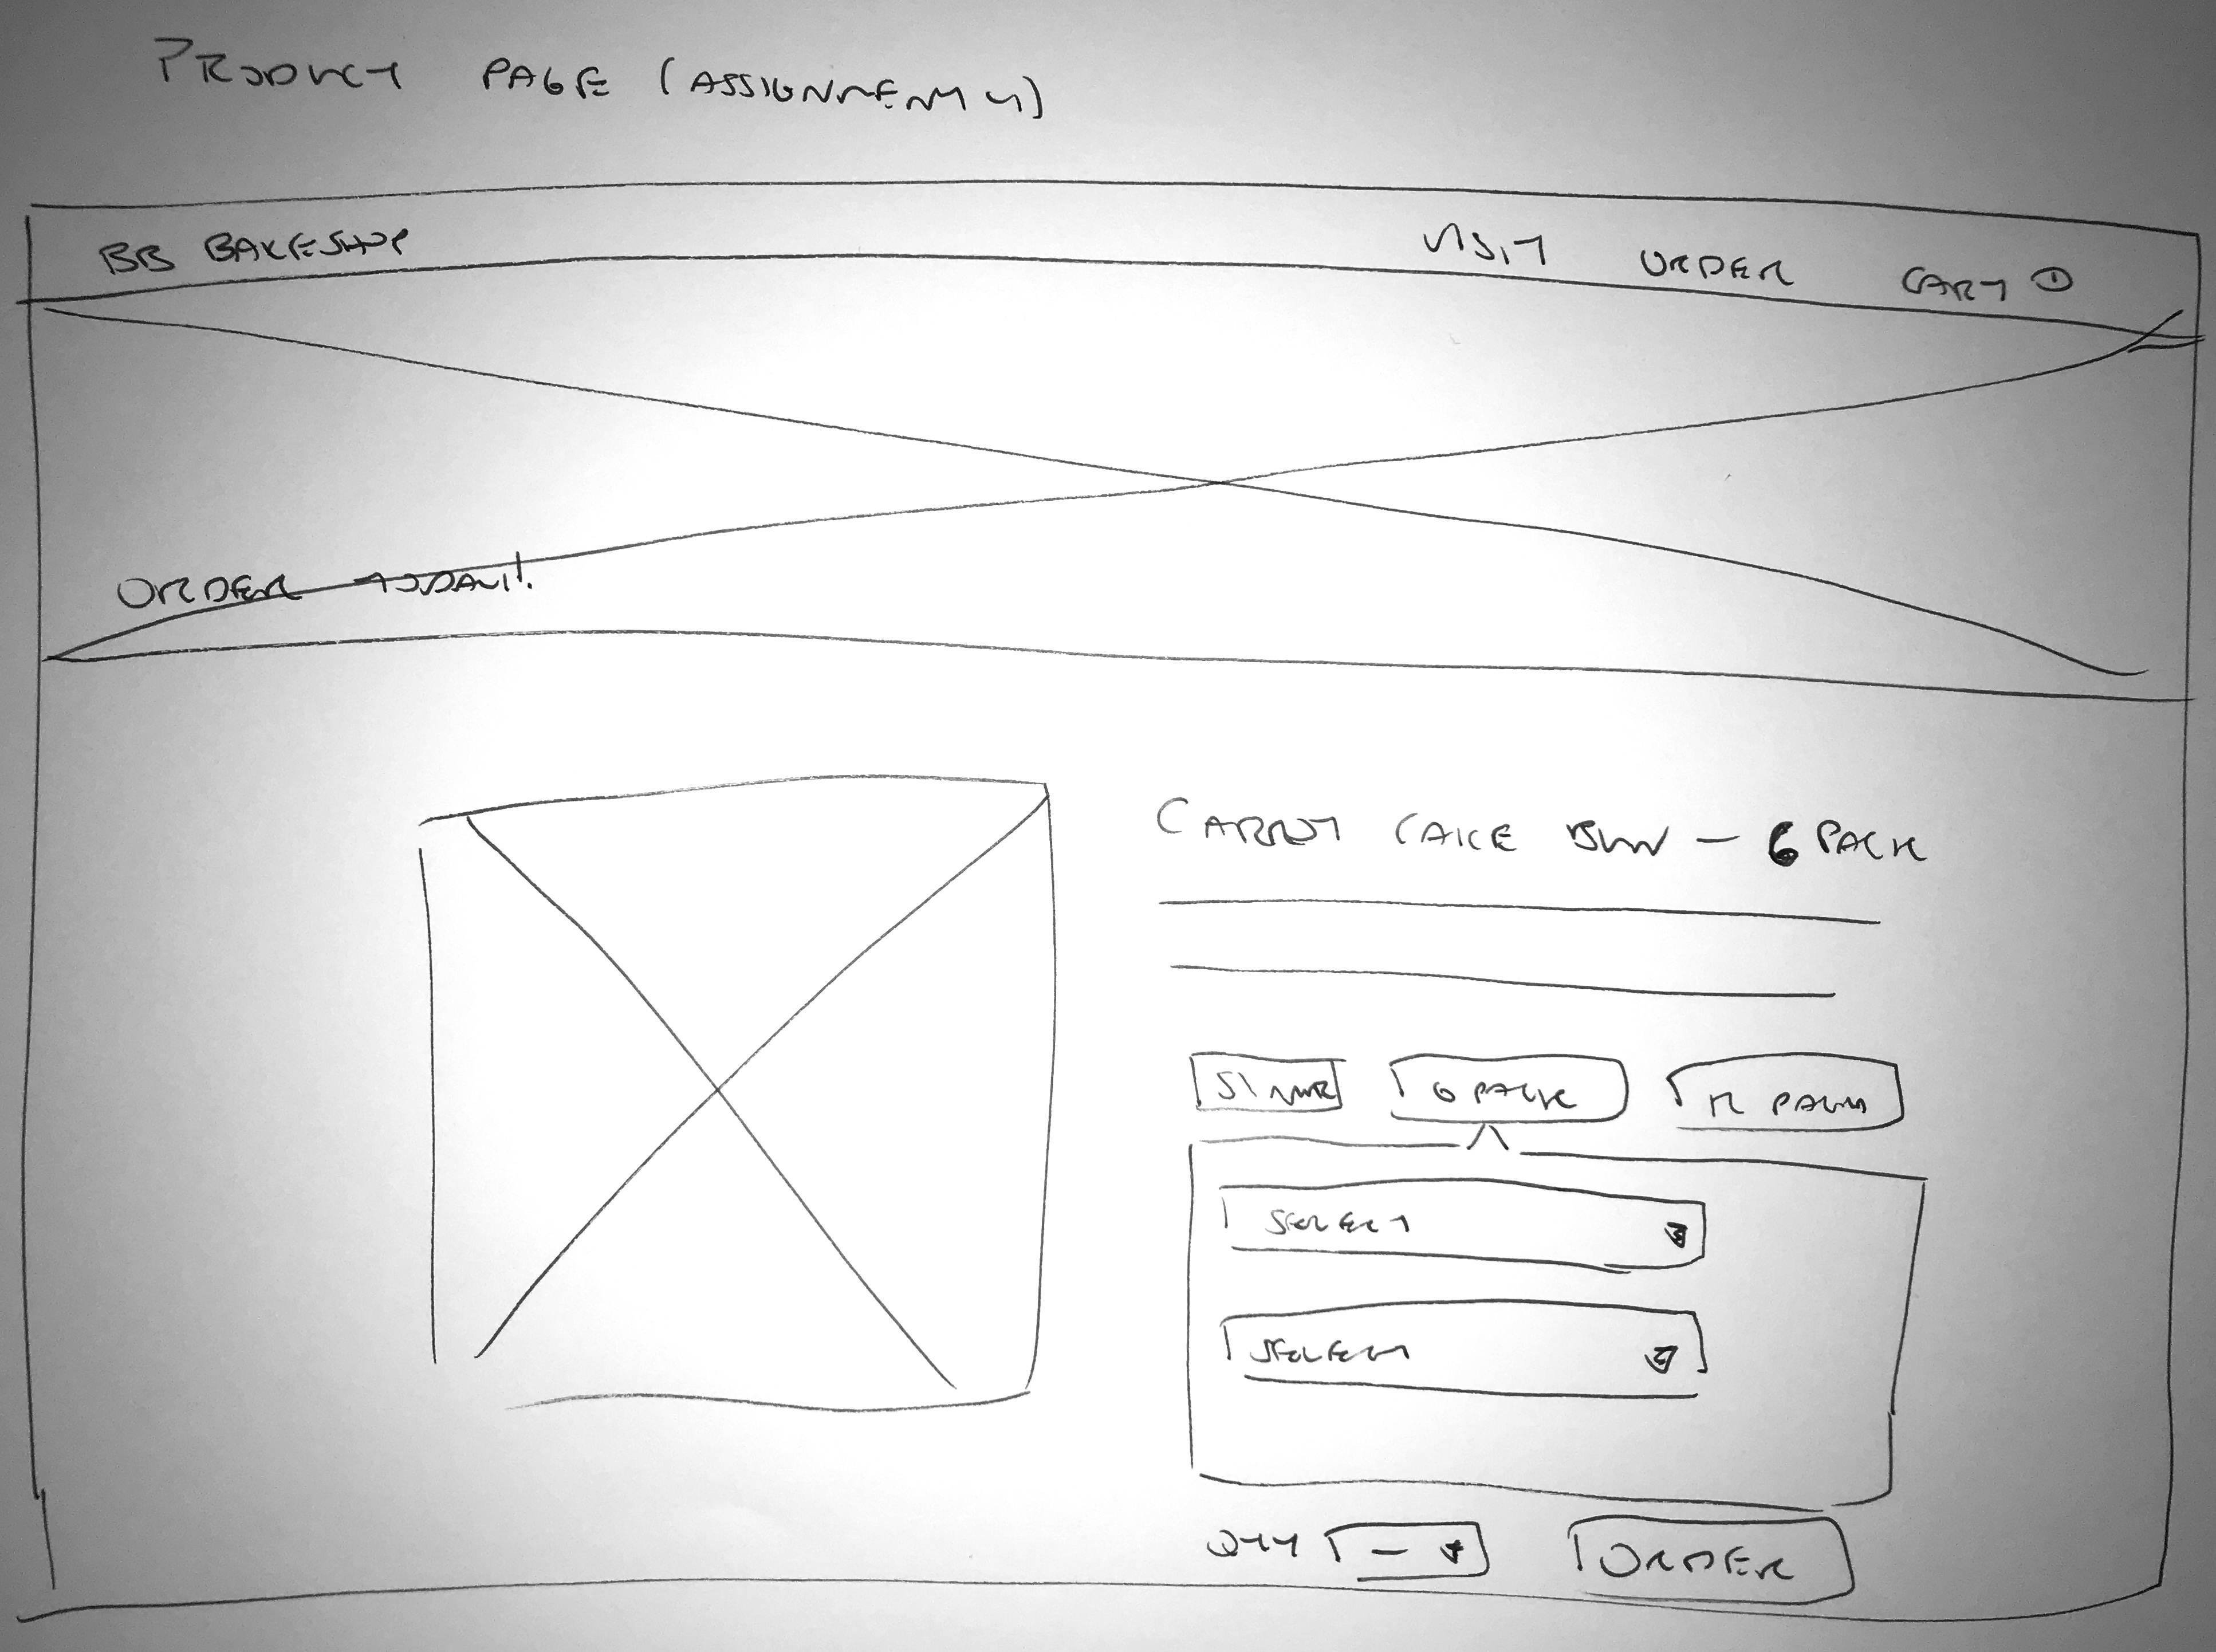 PRODUCT PAGE (ASSIGNMENT 4)
BB BAKESHOP VISIT ORDER CART 1
ORDER TODAY!
CARROT CAKE BUN - 6 PACK
SINGLE 6 PACK 12 PACK
SELECT
SELECT
QTY - ORDER